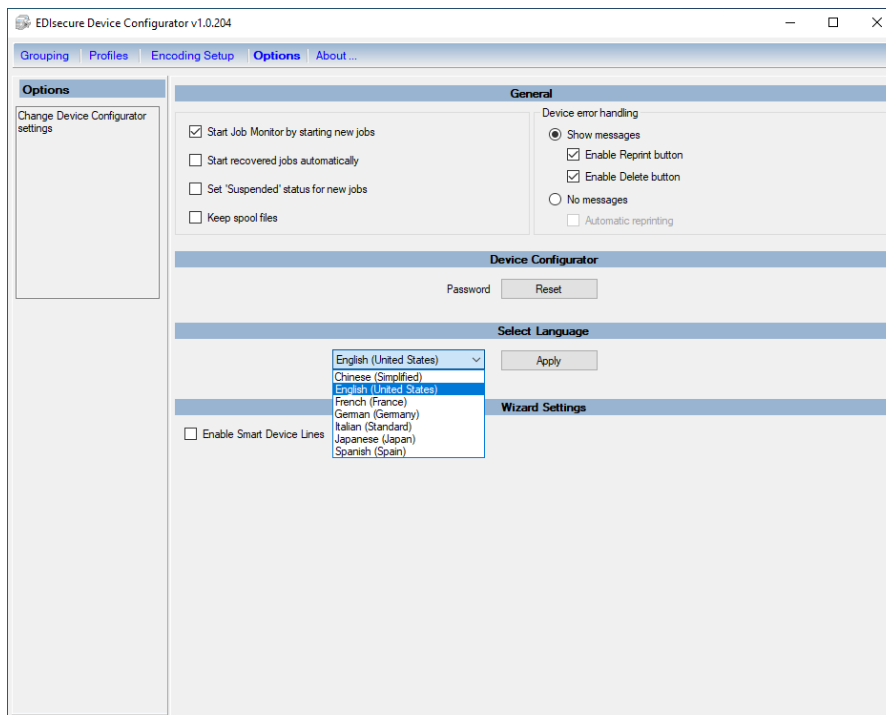 EDIsecure Device Configurator v1.0.204
Grouping Profiles Encoding Setup Options About ...
Options
Change Device Configurator
settings
General
Start Job Monitor by starting new jobs
Start recovered jobs automatically
Set 'Suspended' status for new jobs
Keep spool files
Device error handling
Show messages
Enable Reprint button
Enable Delete button
No messages
Automatic reprinting
Device Configurator
Password Reset
Select Language
English (United States) Apply
Chinese (Simplified)
English (United States)
French (France)
German (Germany)
Italian (Standard)
Japanese (Japan)
Spanish (Spain)
Wizard Settings
Enable Smart Device Lines